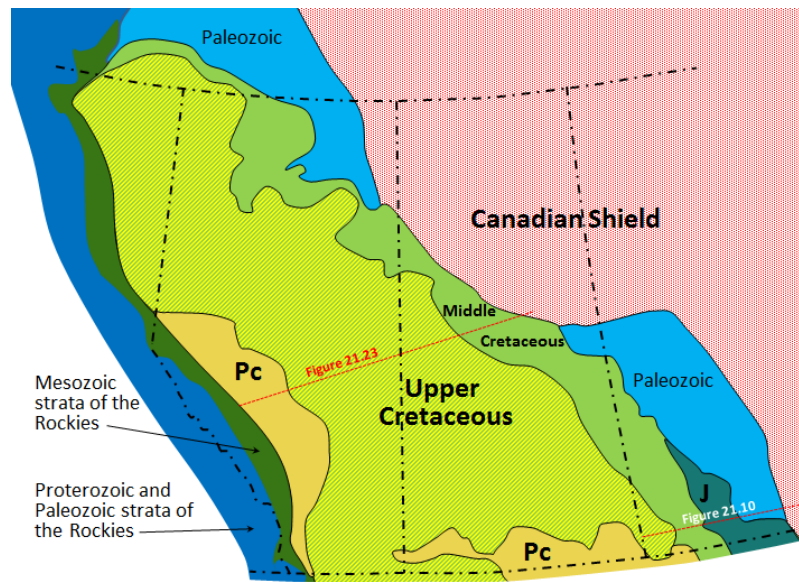 Paleozoic
Canadian Shield
Middle
Cretaceous
Figure 21.23
Pc
Paleozoic
Upper
Cretaceous
Mesozoic
strata of the
Rockies
J
Proterozoic and
Paleozoic strata of
the Rockies
Figure 21.10
Pc